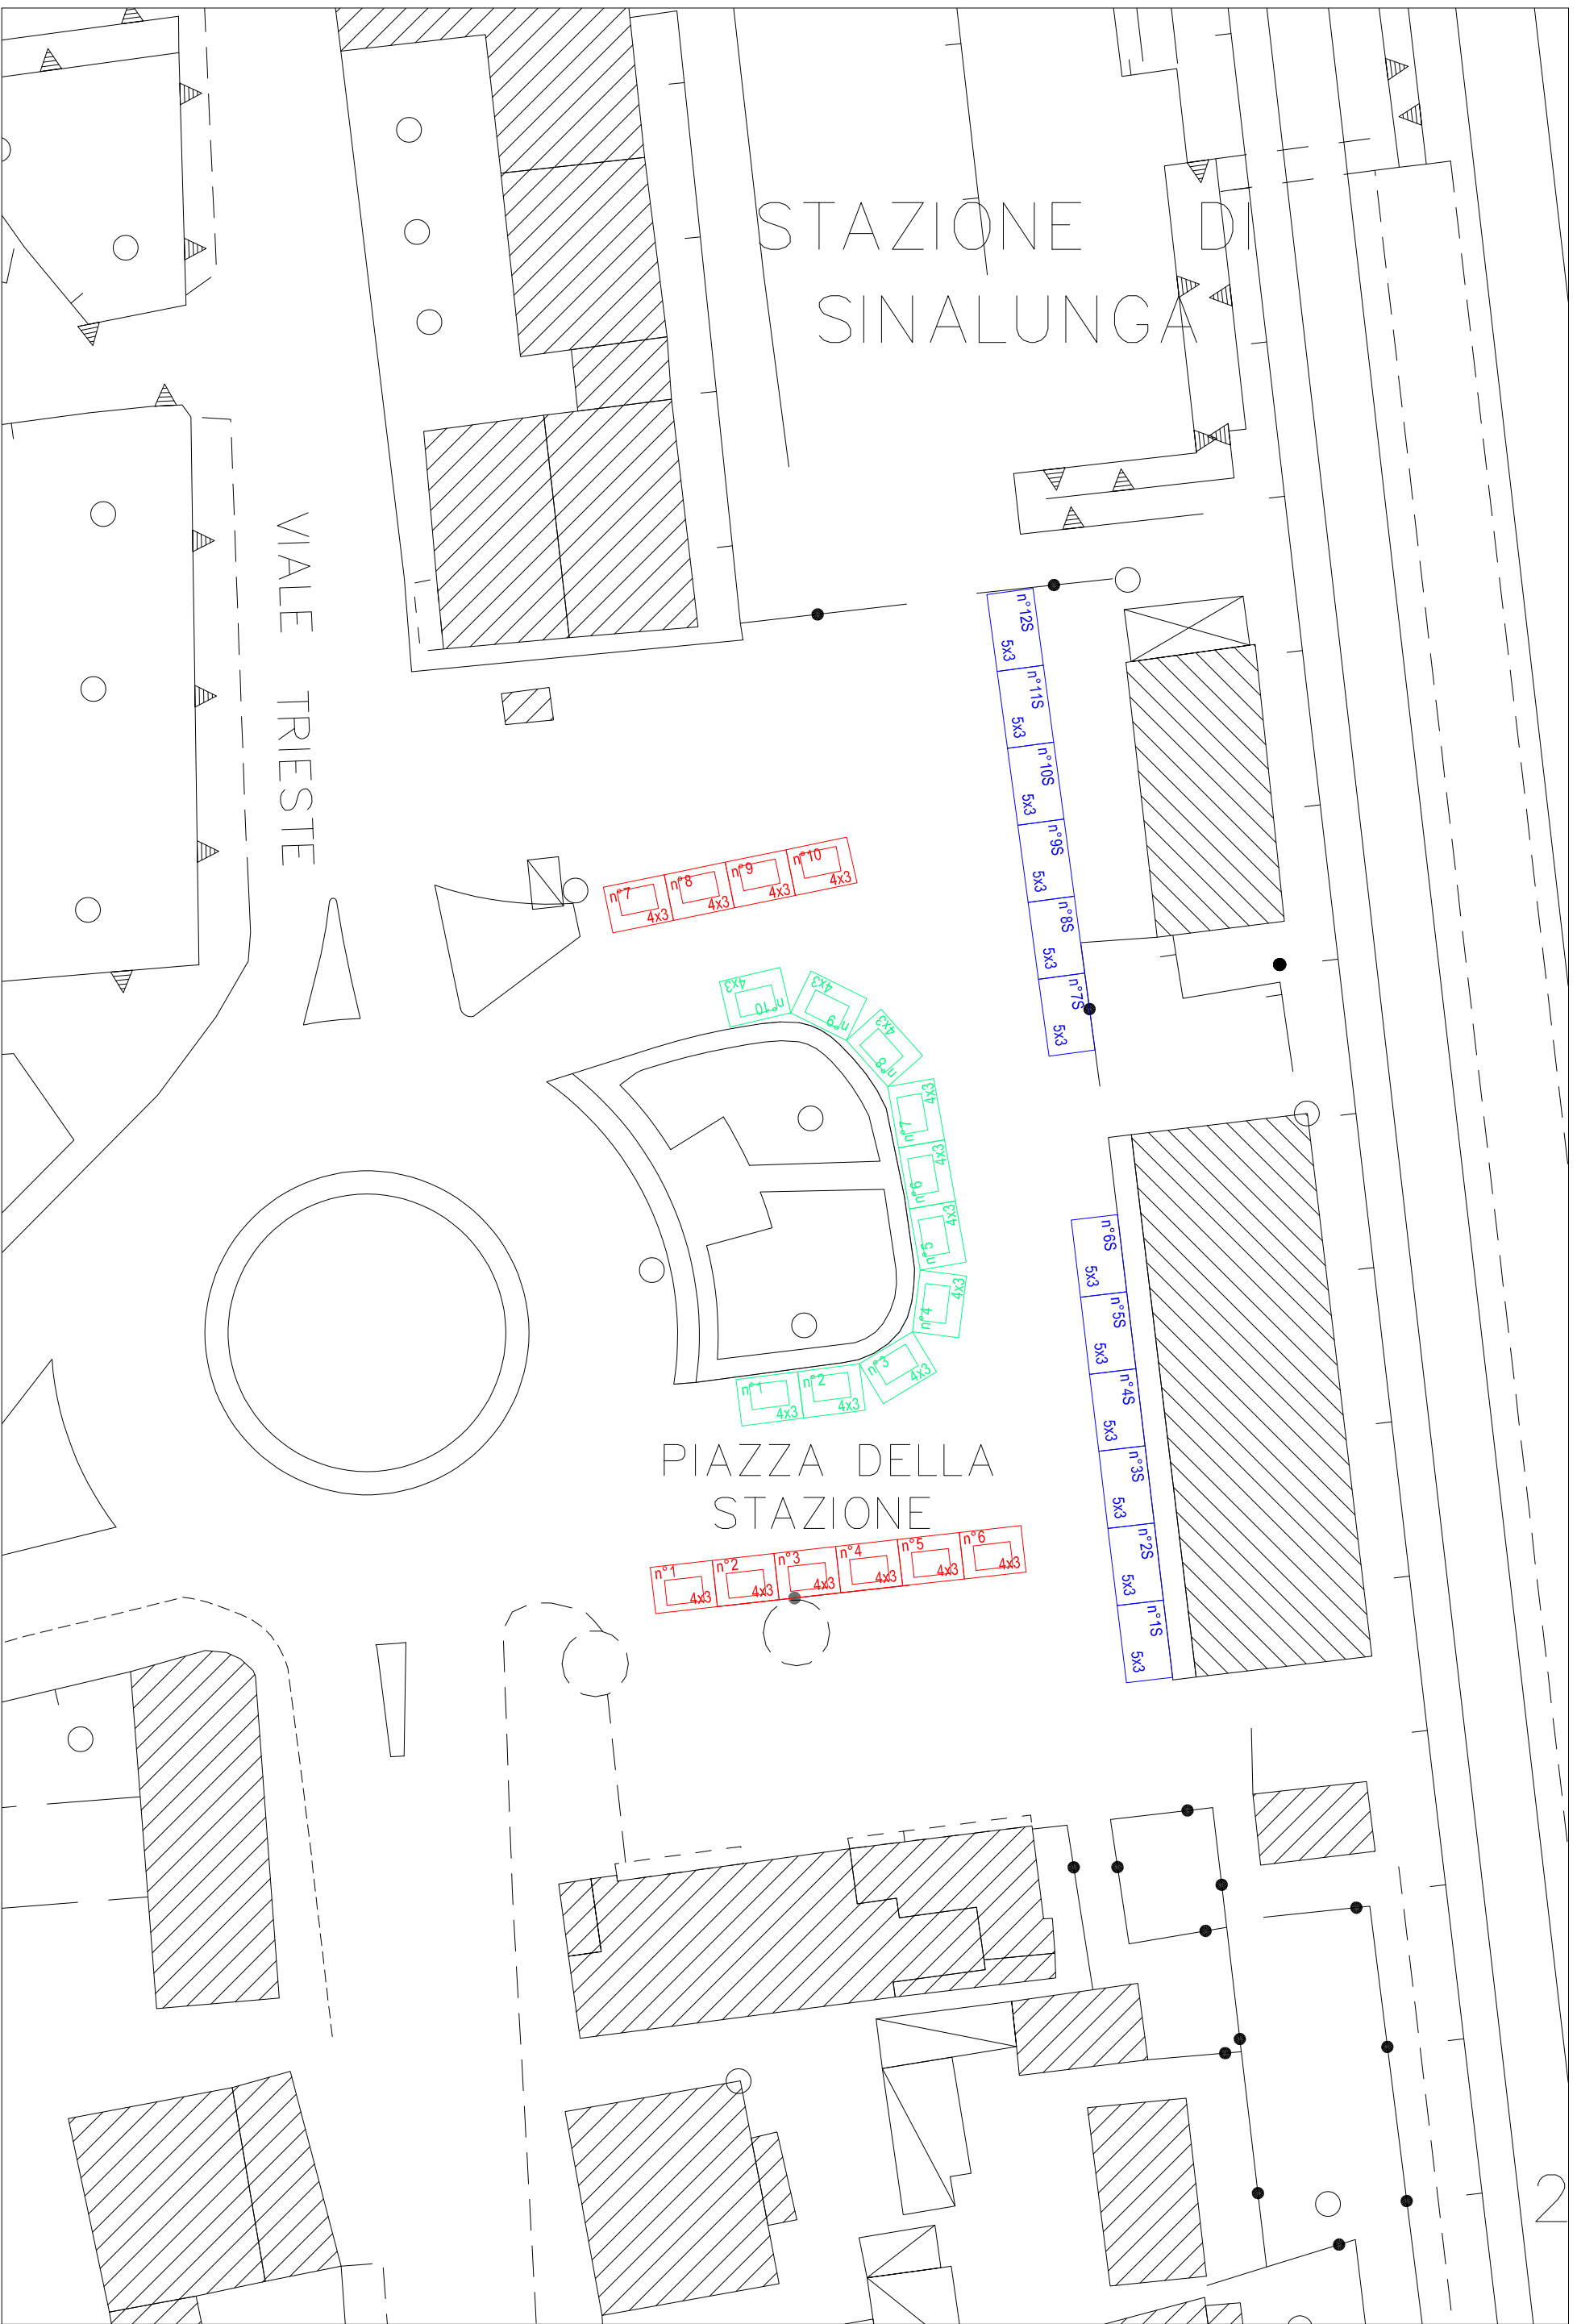 STAZIONE DI
SINALUNGA
VIALE TRIESTE
n°12S
5x3
n°11S
5x3
n°10S
5x3
n°9S
5x3
n°8S
5x3
n°7S
5x3
n°7
4x3
n°8
4x3
n°9
4x3
n°10
4x3
4x3
n°10
4x3
n°9
4x3
n°8
4x3
n°7
4x3
n°6
4x3
n°5
4x3
n°4
n°3
4x3
n°1
4x3
n°2
4x3
n°6S
5x3
n°5S
5x3
n°4S
5x3
n°3S
5x3
n°2S
5x3
n°1S
5x3
PIAZZA DELLA
STAZIONE
n°1
4x3
n°2
4x3
n°3
4x3
n°4
4x3
n°5
4x3
n°6
4x3
2